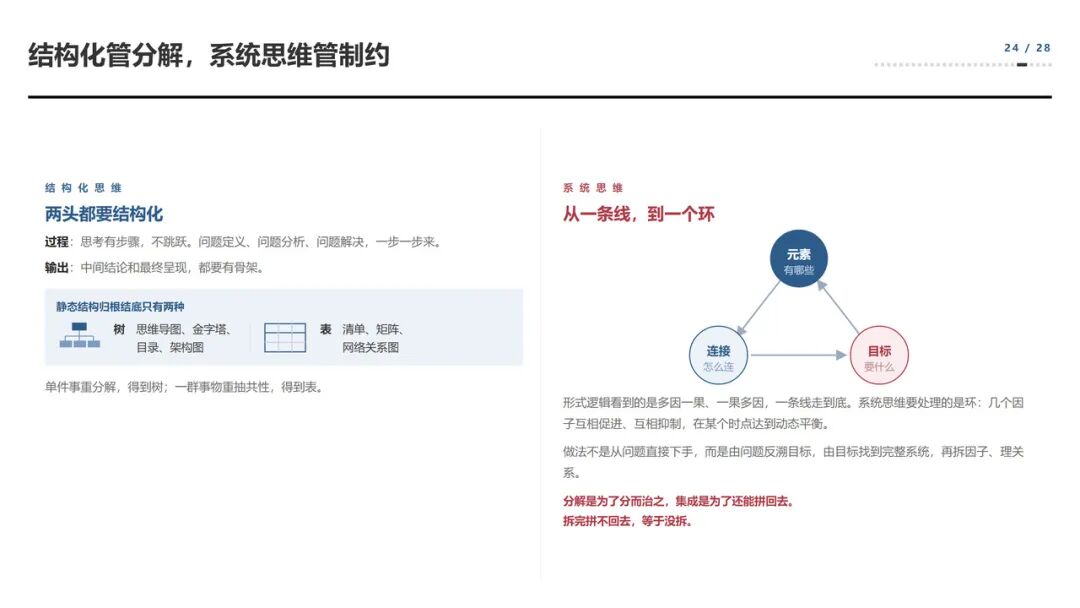 结构化管分解，系统思维管制约
24 / 28
结构化思维
两头都要结构化
过程：思考有步骤，不跳跃。问题定义、问题分析、问题解决，一步一步来。
输出：中间结论和最终呈现，都要有骨架。
静态结构归根结底只有两种
树 思维导图、金字塔、
目录、架构图
表 清单、矩阵、
网络关系图
单件事重分解，得到树；一群事物重抽共性，得到表。
系统思维
从一条线，到一个环
元素
有哪些
连接
怎么连
目标
要什么
形式逻辑看到的是多因一果、一果多因，一条线走到底。系统思维要处理的是环：几个因
子互相促进、互相抑制，在某个时点达到动态平衡。
做法不是从问题直接下手，而是由问题反溯目标，由目标找到完整系统，再拆因子、理关
系。
分解是为了分而治之，集成是为了还能拼回去。
拆完拼不回去，等于没拆。